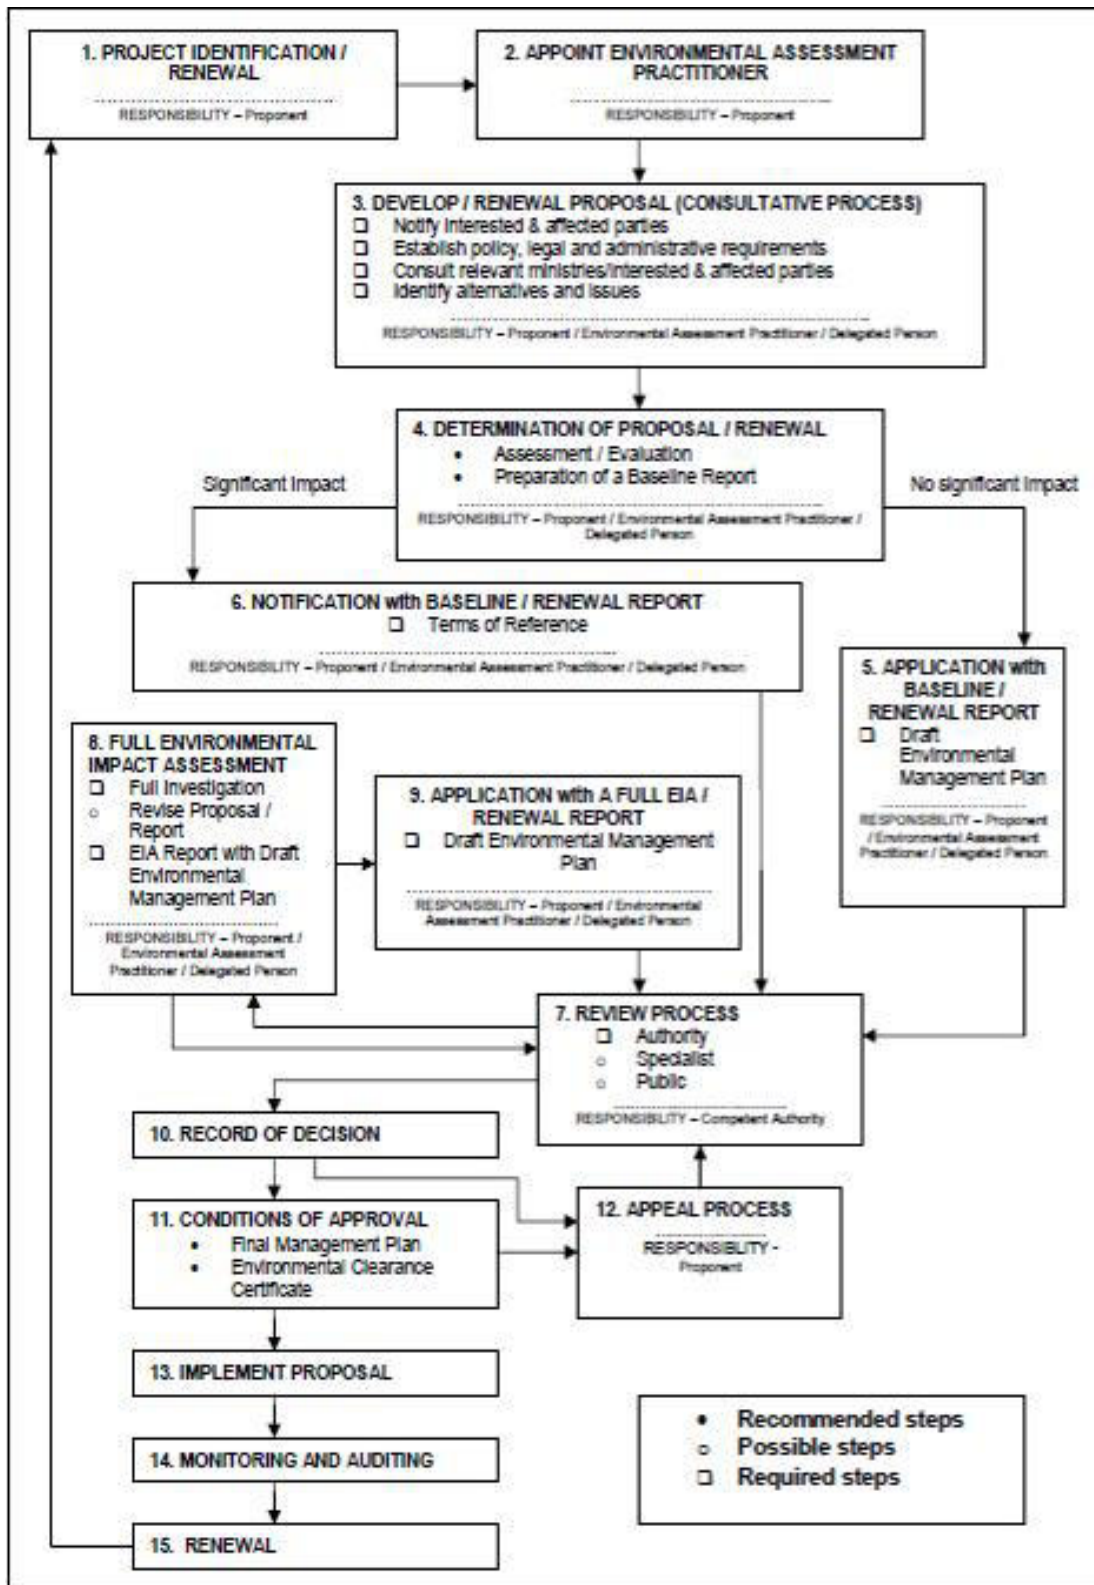 1. PROJECT IDENTIFICATION /
RENEWAL
RESPONSIBILITY – Proponent
2. APPOINT ENVIRONMENTAL ASSESSMENT
PRACTITIONER
RESPONSIBILITY – Proponent
3. DEVELOP / RENEWAL PROPOSAL (CONSULTATIVE PROCESS)
❑ Notify interested & affected parties
❑ Establish policy, legal and administrative requirements
❑ Consult relevant ministries/interested & affected parties
❑ Identify alternatives and issues
RESPONSIBILITY – Proponent / Environmental Assessment Practitioner / Delegated Person
4. DETERMINATION OF PROPOSAL / RENEWAL
• Assessment / Evaluation
• Preparation of a Baseline Report
RESPONSIBILITY – Proponent / Environmental Assessment Practitioner /
Delegated Person
Significant Impact
No significant Impact
6. NOTIFICATION with BASELINE / RENEWAL REPORT
❑ Terms of Reference
RESPONSIBILITY – Proponent / Environmental Assessment Practitioner / Delegated Person
5. APPLICATION with
BASELINE /
RENEWAL REPORT
❑ Draft
Environmental
Management Plan
RESPONSIBILITY – Proponent
/ Environmental Assessment
Practitioner / Delegated Person
8. FULL ENVIRONMENTAL
IMPACT ASSESSMENT
❑ Full Investigation
o Revise Proposal /
Report
❑ EIA Report with Draft
Environmental
Management Plan
RESPONSIBILITY – Proponent /
Environmental Assessment
Practitioner / Delegated Person
9. APPLICATION with A FULL EIA /
RENEWAL REPORT
❑ Draft Environmental Management
Plan
RESPONSIBILITY – Proponent / Environmental
Assessment Practitioner / Delegated Person
7. REVIEW PROCESS
❑ Authority
o Specialist
o Public
RESPONSIBILITY – Competent Authority
10. RECORD OF DECISION
11. CONDITIONS OF APPROVAL
• Final Management Plan
• Environmental Clearance
Certificate
12. APPEAL PROCESS
RESPONSIBLITY -
Proponent
13. IMPLEMENT PROPOSAL
14. MONITORING AND AUDITING
15. RENEWAL
• Recommended steps
o Possible steps
❑ Required steps